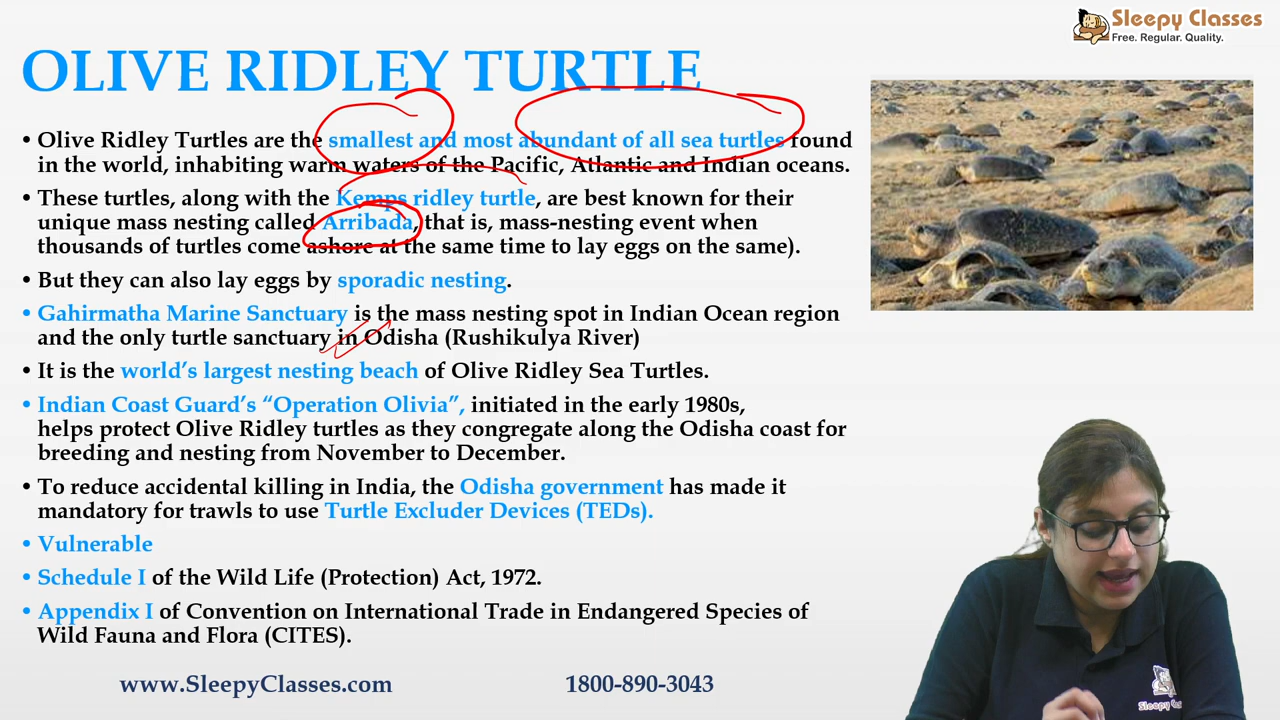 Sleepy Classes
Free. Regular. Quality.
OLIVE RIDLEY TURTLE
• Olive Ridley Turtles are the smallest and most abundant of all sea turtles found
in the world, inhabiting warm waters of the Pacific, Atlantic and Indian oceans.
• These turtles, along with the Kemps ridley turtle, are best known for their
unique mass nesting called Arribada, that is, mass-nesting event when
thousands of turtles come ashore at the same time to lay eggs on the same).
• But they can also lay eggs by sporadic nesting.
• Gahirmatha Marine Sanctuary is the mass nesting spot in Indian Ocean region
and the only turtle sanctuary in Odisha (Rushikulya River)
• It is the world’s largest nesting beach of Olive Ridley Sea Turtles.
• Indian Coast Guard’s “Operation Olivia”, initiated in the early 1980s,
helps protect Olive Ridley turtles as they congregate along the Odisha coast for
breeding and nesting from November to December.
• To reduce accidental killing in India, the Odisha government has made it
mandatory for trawls to use Turtle Excluder Devices (TEDs).
• Vulnerable
• Schedule I of the Wild Life (Protection) Act, 1972.
• Appendix I of Convention on International Trade in Endangered Species of
Wild Fauna and Flora (CITES).
www.SleepyClasses.com 1800-890-3043